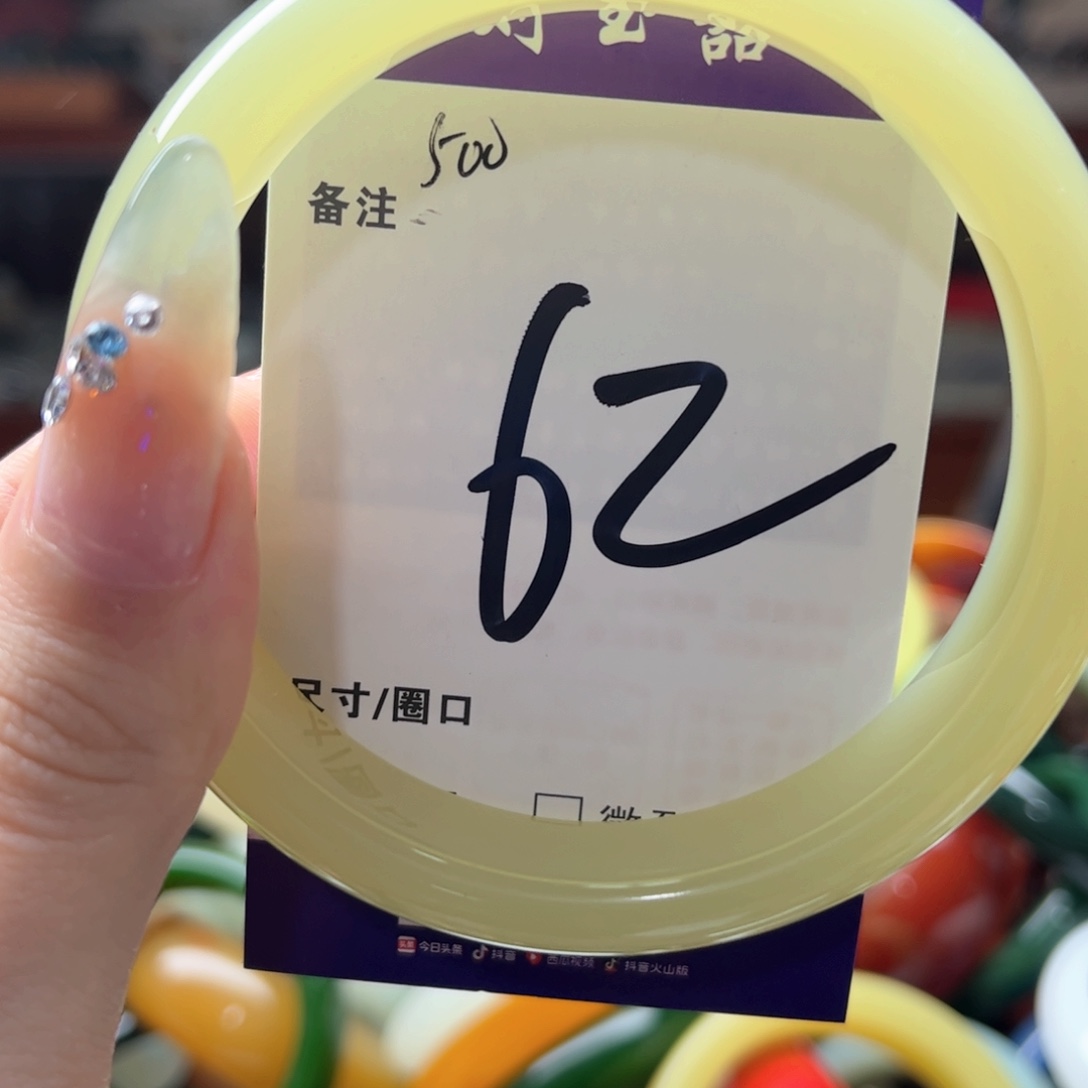 500
备注
62
尺寸/圈口
今日头条 抖音 西瓜视频 抖音火山版